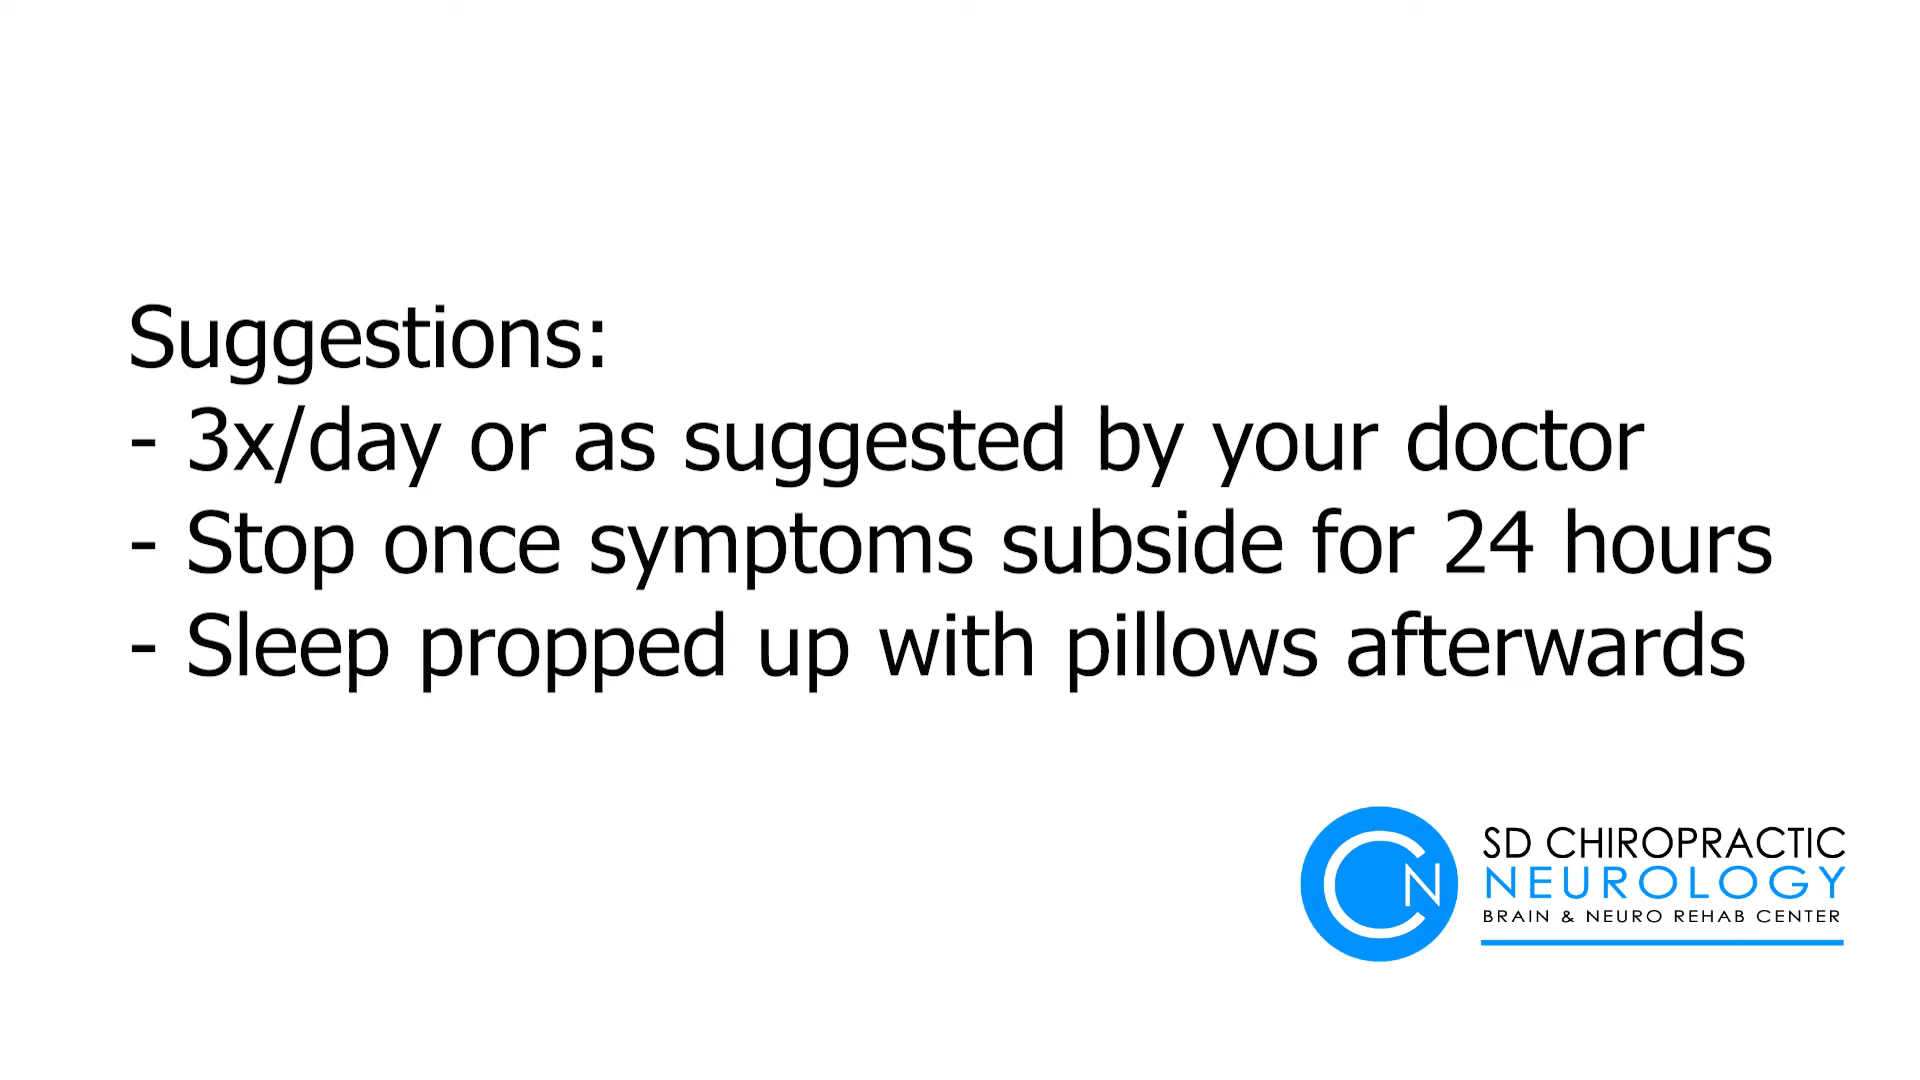 Suggestions:
- 3x/day or as suggested by your doctor
- Stop once symptoms subside for 24 hours
- Sleep propped up with pillows afterwards
CN
SD CHIROPRACTIC
NEUROLOGY
BRAIN & NEURO REHAB CENTER